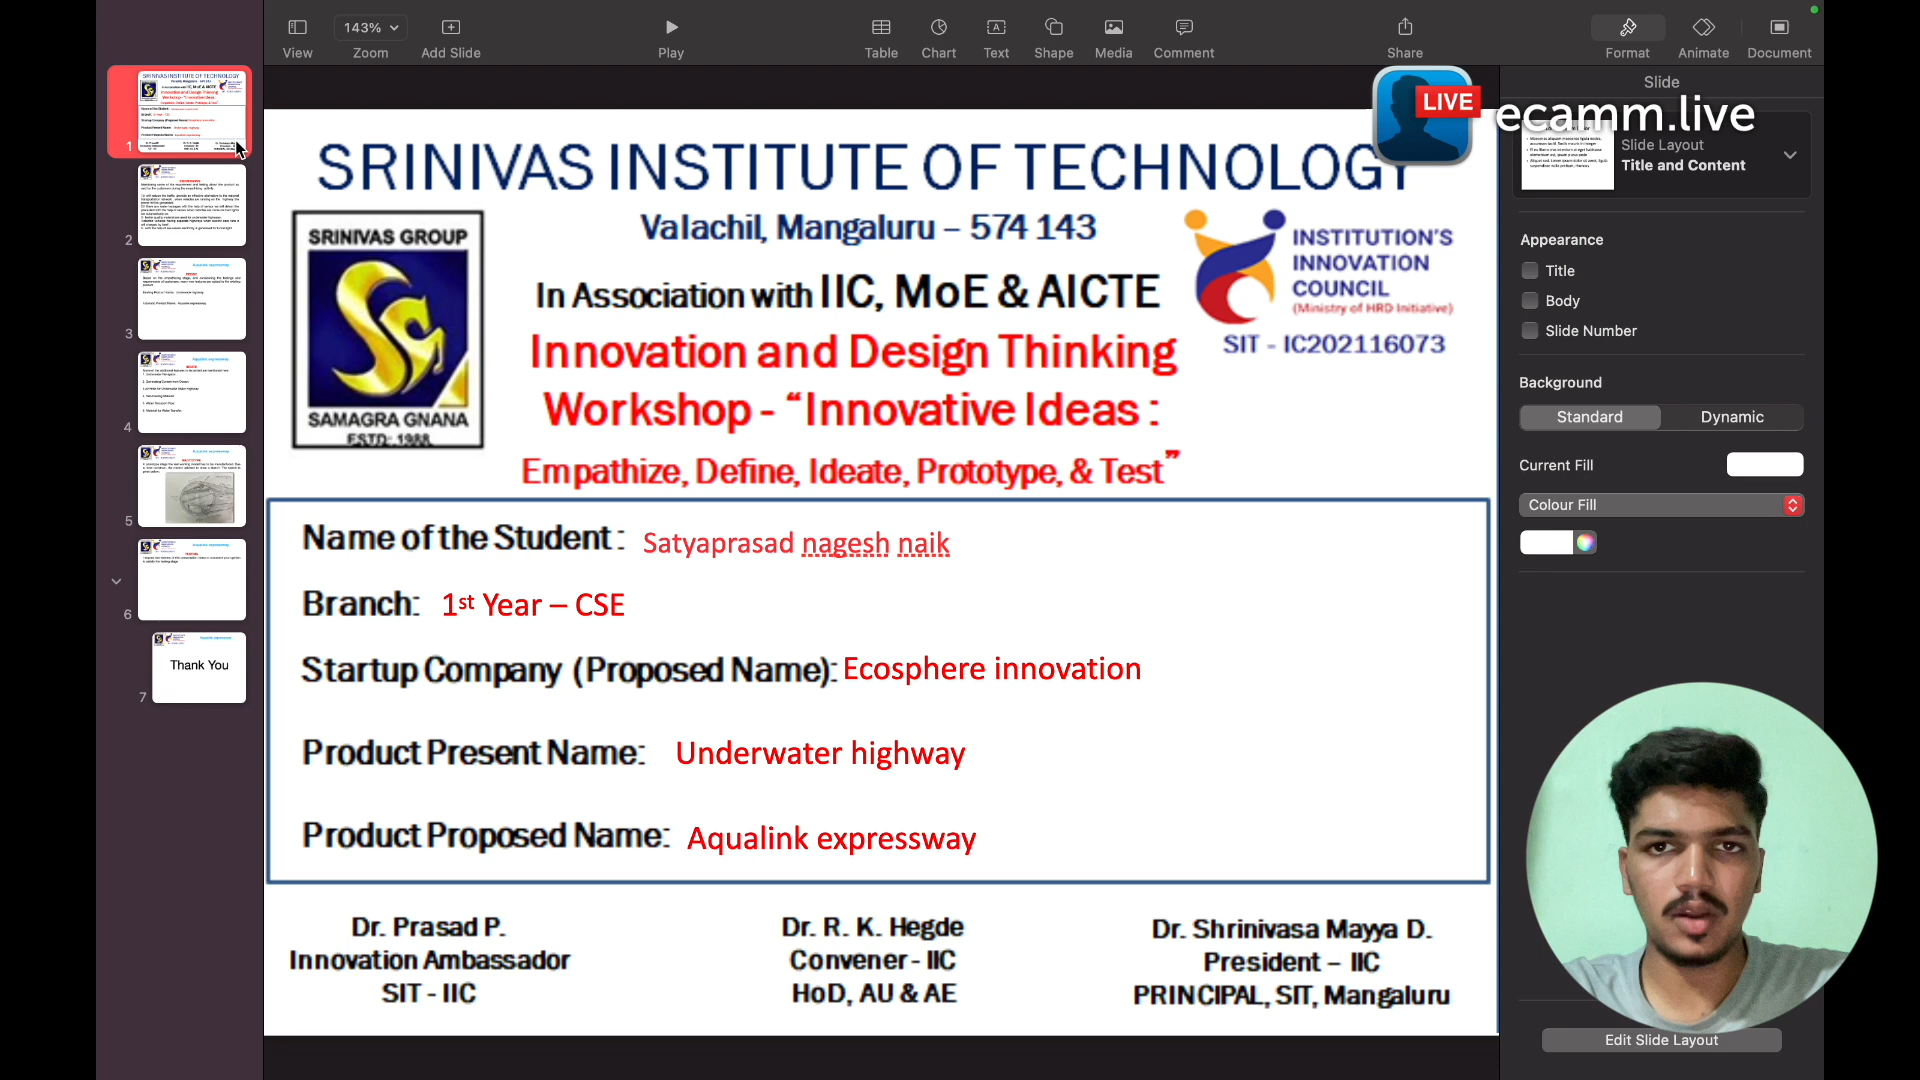 View
143%
Zoom
Add Slide
Play
Table
Chart
Text
Shape
Media
Comment
Share
Format
Animate
Document
1
2
3
4
5
6
7
Thank You
SRINIVAS INSTITUTE OF TECHNOLOGY
Valachil, Mangaluru – 574 143
In Association with IIC, MoE & AICTE
Innovation and Design Thinking
Workshop - “Innovative Ideas :
Empathize, Define, Ideate, Prototype, & Test”
SRINIVAS GROUP
SAMAGRA GNANA
ESTD: 1988
INSTITUTION'S
INNOVATION
COUNCIL
(Ministry of HRD Initiative)
SIT - IC202116073
Name of the Student : Satyaprasad nagesh naik
Branch: 1st Year – CSE
Startup Company (Proposed Name): Ecosphere innovation
Product Present Name: Underwater highway
Product Proposed Name: Aqualink expressway
Dr. Prasad P.
Innovation Ambassador
SIT - IIC
Dr. R. K. Hegde
Convener - IIC
HoD, AU & AE
Dr. Shrinivasa Mayya D.
President – IIC
PRINCIPAL, SIT, Mangaluru
LIVE
ecamm.live
Slide
Slide Layout
Title and Content
Appearance
Title
Body
Slide Number
Background
Standard
Dynamic
Current Fill
Colour Fill
Edit Slide Layout